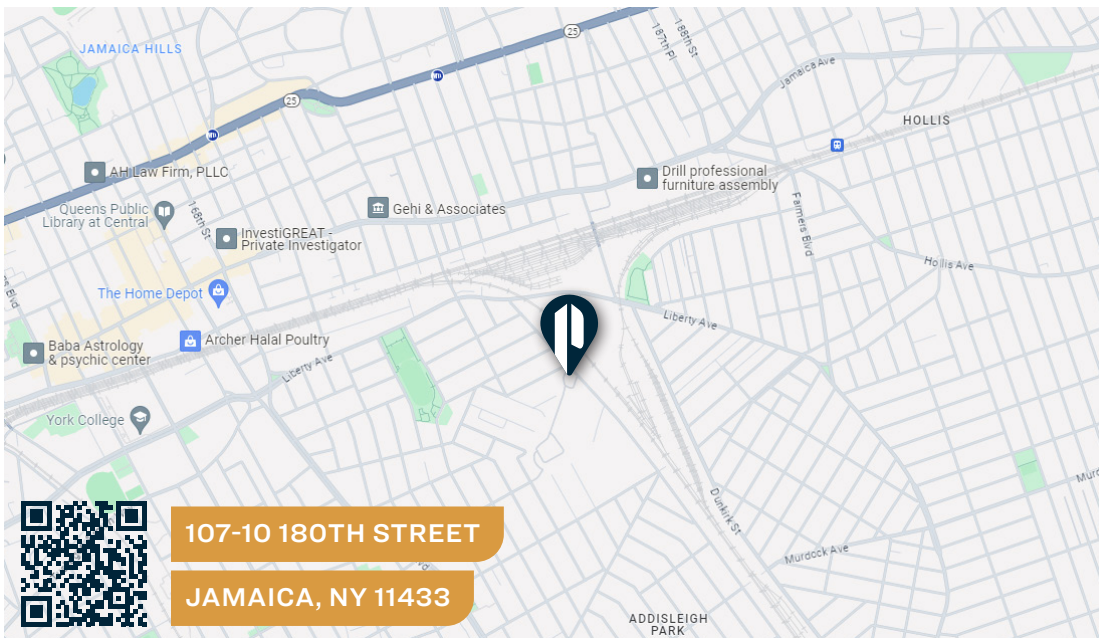 JAMAICA HILLS
25
187th Pl
188th St
Jamaica Ave
25
HOLLIS
AH Law Firm, PLLC
Drill professional
furniture assembly
Queens Public
Library at Central
168th St
Gehi & Associates
Farmers Blvd
InvestiGREAT -
Private Investigator
Hollis Ave
The Home Depot
Liberty Ave
Archer Halal Poultry
Baba Astrology
& psychic center
Liberty Ave
York College
Dunkirk St
107-10 180TH STREET
Murdock Ave
JAMAICA, NY 11433
ADDISLEIGH
PARK